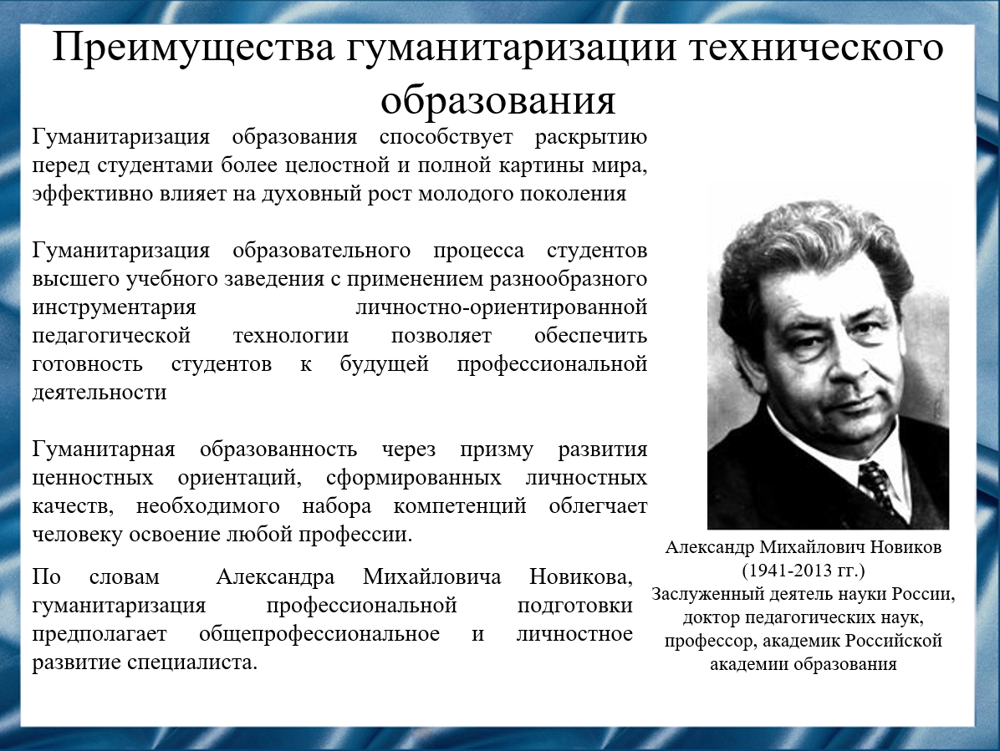 Преимущества гуманитаризации технического
образования
Гуманитаризация образования способствует раскрытию
перед студентами более целостной и полной картины мира,
эффективно влияет на духовный рост молодого поколения
Гуманитаризация образовательного процесса студентов
высшего учебного заведения с применением разнообразного
инструментария личностно-ориентированной
педагогической технологии позволяет обеспечить
готовность студентов к будущей профессиональной
деятельности
Гуманитарная образованность через призму развития
ценностных ориентаций, сформированных личностных
качеств, необходимого набора компетенций облегчает
человеку освоение любой профессии.
По словам Александра Михайловича Новикова,
гуманитаризация профессиональной подготовки
предполагает общепрофессиональное и личностное
развитие специалиста.
Александр Михайлович Новиков
(1941-2013 гг.)
Заслуженный деятель науки России,
доктор педагогических наук,
профессор, академик Российской
академии образования